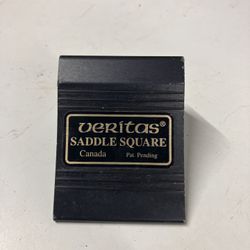 veritas®
SADDLE SQUARE
Canada Pat. Pending